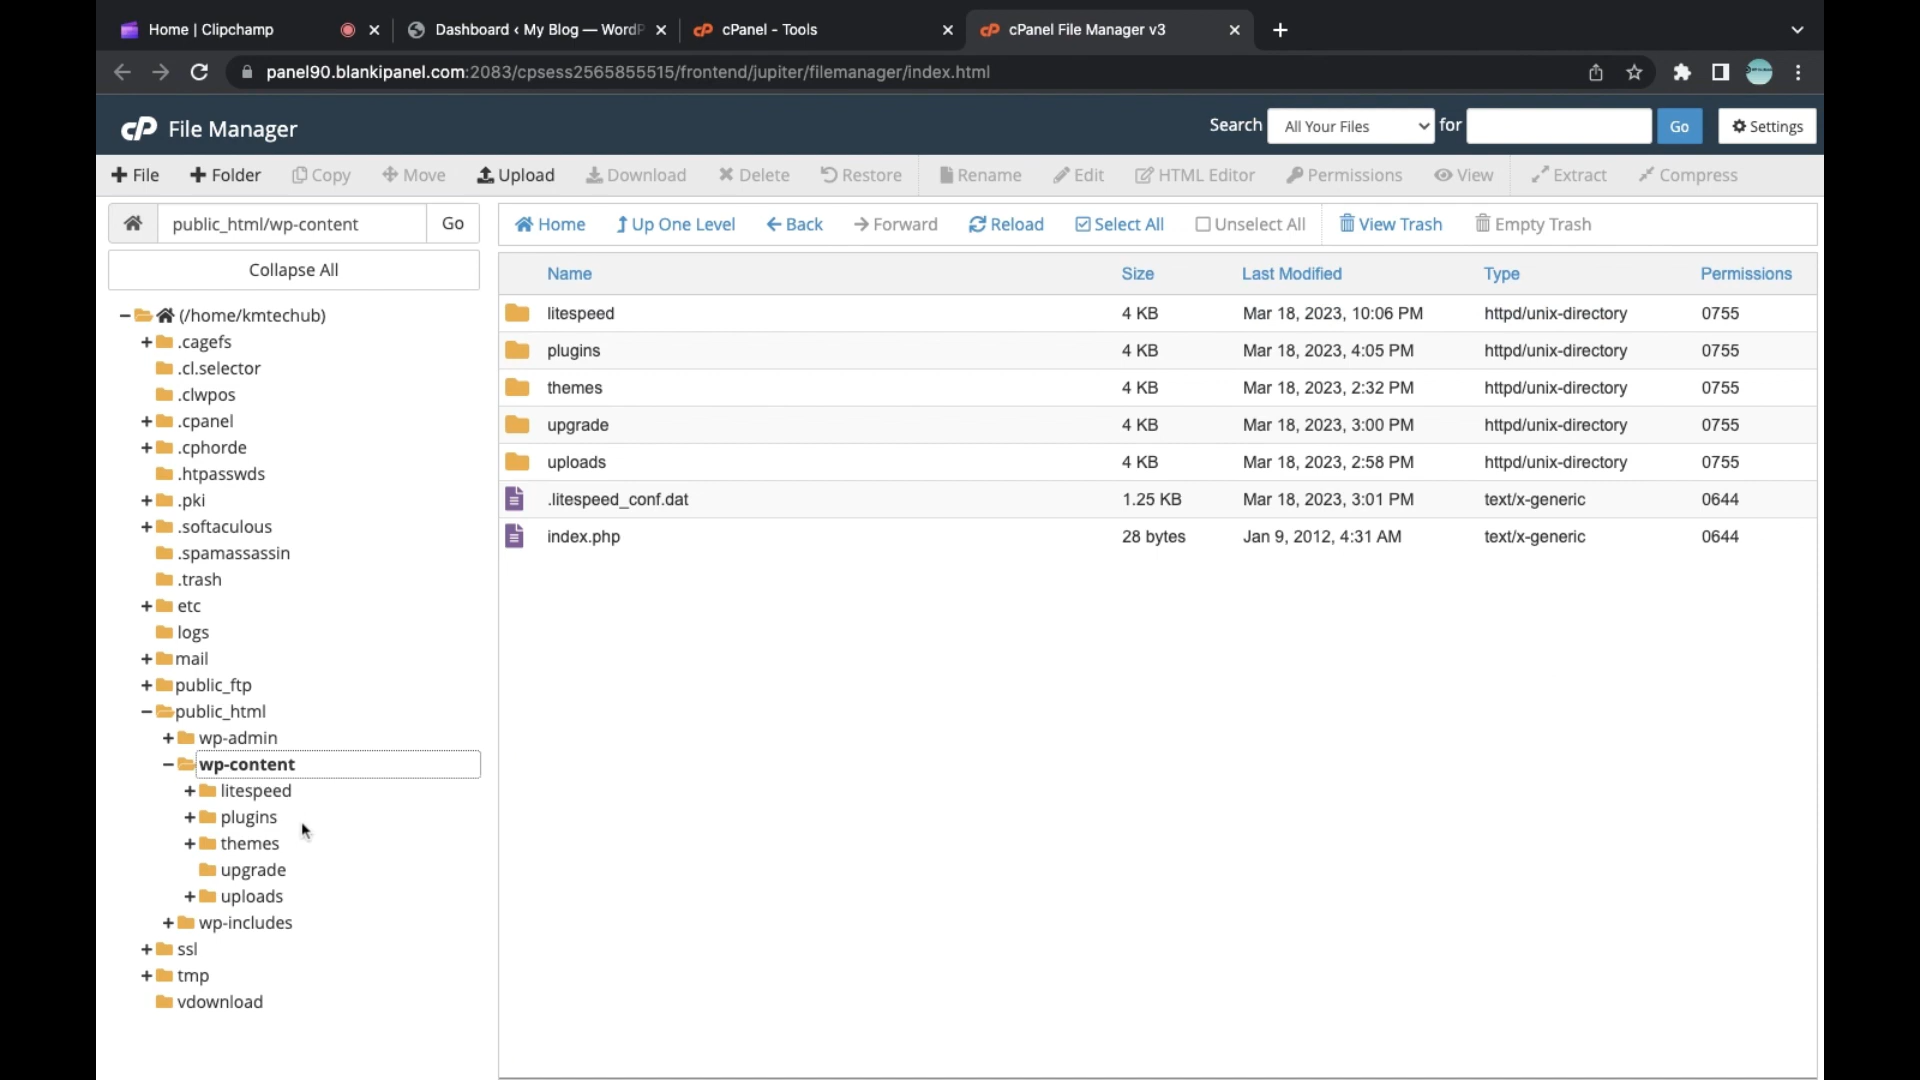 Home | Clipchamp
Dashboard ‹ My Blog — WordP
cPanel - Tools
cPanel File Manager v3
panel90.blankipanel.com:2083/cpsess2565855515/frontend/jupiter/filemanager/index.html
cP File Manager
Search All Your Files for Go Settings
File Folder Copy Move Upload Download Delete Restore Rename Edit HTML Editor Permissions View Extract Compress
public_html/wp-content Go
Home Up One Level Back Forward Reload Select All Unselect All View Trash Empty Trash
Collapse All
(/home/kmtechub)
.cagefs
.cl.selector
.clwpos
.cpanel
.cphorde
.htpasswds
.pki
.softaculous
.spamassassin
.trash
etc
logs
mail
public_ftp
public_html
wp-admin
wp-content
litespeed
plugins
themes
upgrade
uploads
wp-includes
ssl
tmp
vdownload
Name Size Last Modified Type Permissions
litespeed 4 KB Mar 18, 2023, 10:06 PM httpd/unix-directory 0755
plugins 4 KB Mar 18, 2023, 4:05 PM httpd/unix-directory 0755
themes 4 KB Mar 18, 2023, 2:32 PM httpd/unix-directory 0755
upgrade 4 KB Mar 18, 2023, 3:00 PM httpd/unix-directory 0755
uploads 4 KB Mar 18, 2023, 2:58 PM httpd/unix-directory 0755
.litespeed_conf.dat 1.25 KB Mar 18, 2023, 3:01 PM text/x-generic 0644
index.php 28 bytes Jan 9, 2012, 4:31 AM text/x-generic 0644